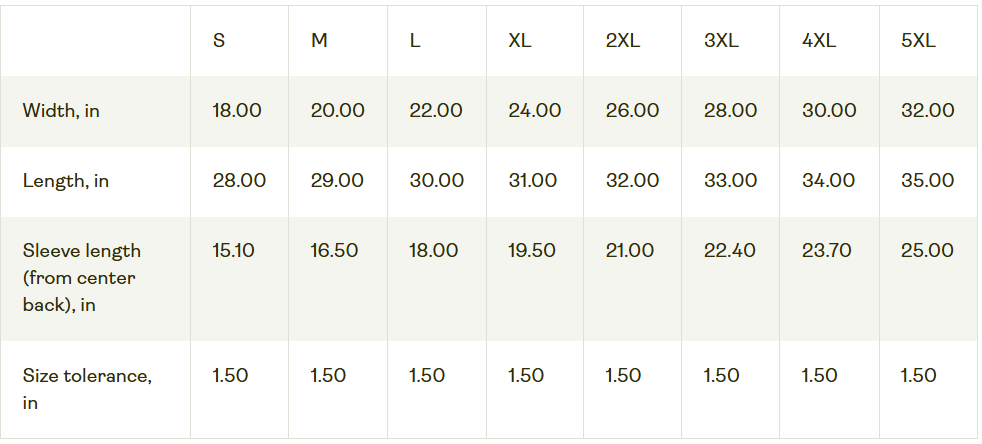 S M L XL 2XL 3XL 4XL 5XL
Width, in 18.00 20.00 22.00 24.00 26.00 28.00 30.00 32.00
Length, in 28.00 29.00 30.00 31.00 32.00 33.00 34.00 35.00
Sleeve length 15.10 16.50 18.00 19.50 21.00 22.40 23.70 25.00
(from center
back), in
Size tolerance, 1.50 1.50 1.50 1.50 1.50 1.50 1.50 1.50
in